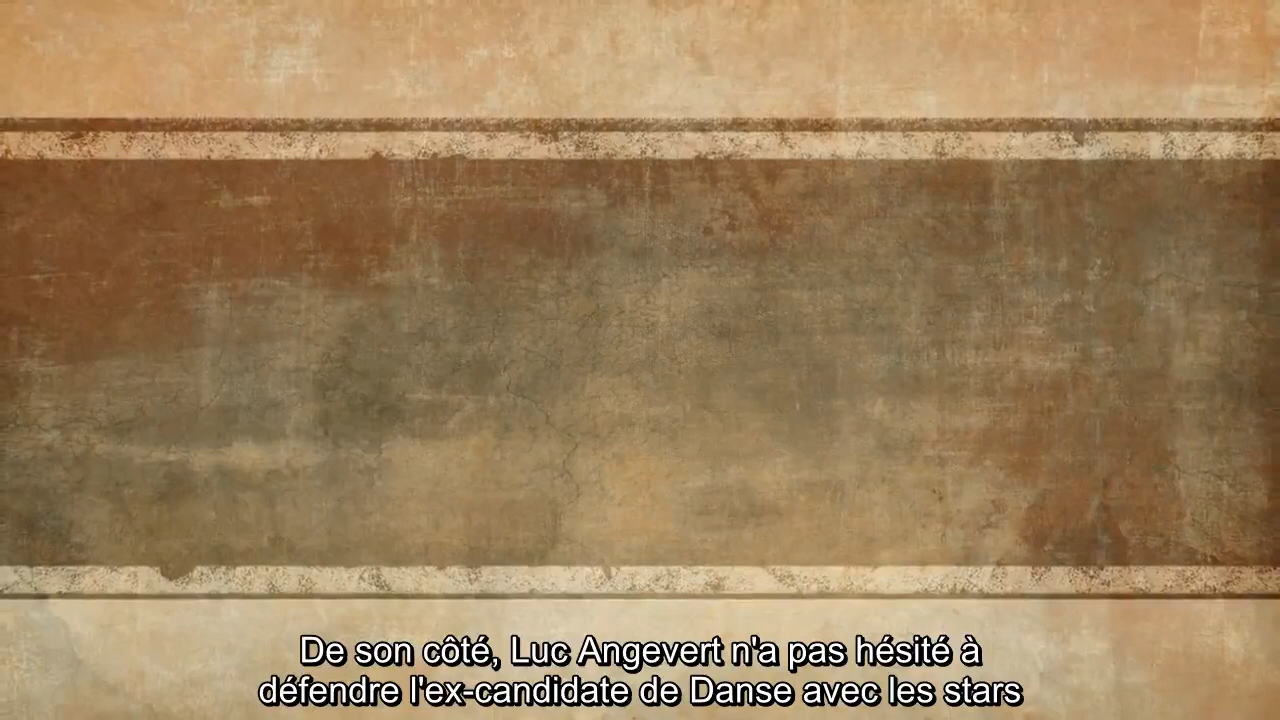 De son côté, Luc Angevert n'a pas hésité à
défendre l'ex-candidate de Danse avec les stars